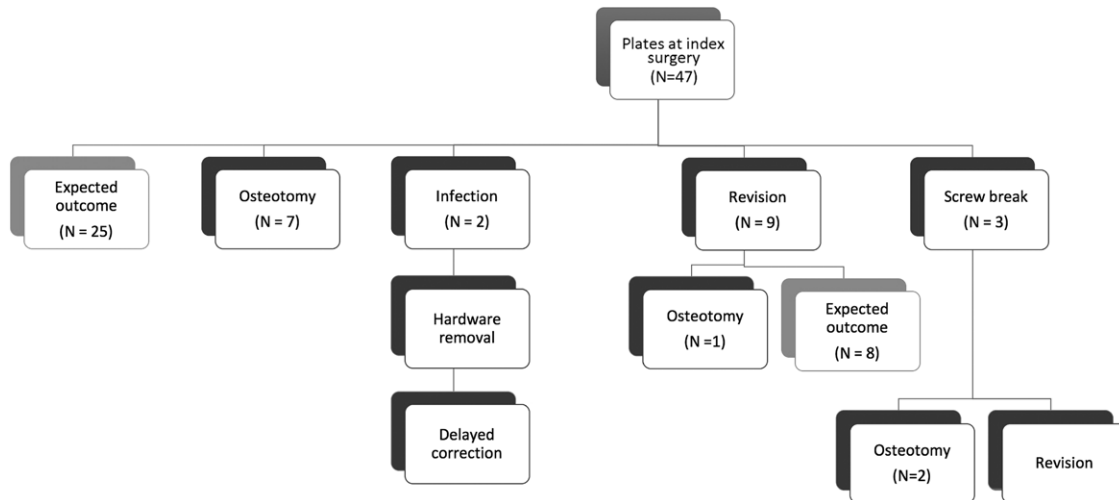 Plates at index
surgery
(N=47)
Expected
outcome
(N = 25)
Osteotomy
(N = 7)
Infection
(N = 2)
Revision
(N = 9)
Screw break
(N = 3)
Hardware
removal
Osteotomy
(N =1)
Expected
outcome
(N = 8)
Delayed
correction
Osteotomy
(N=2)
Revision